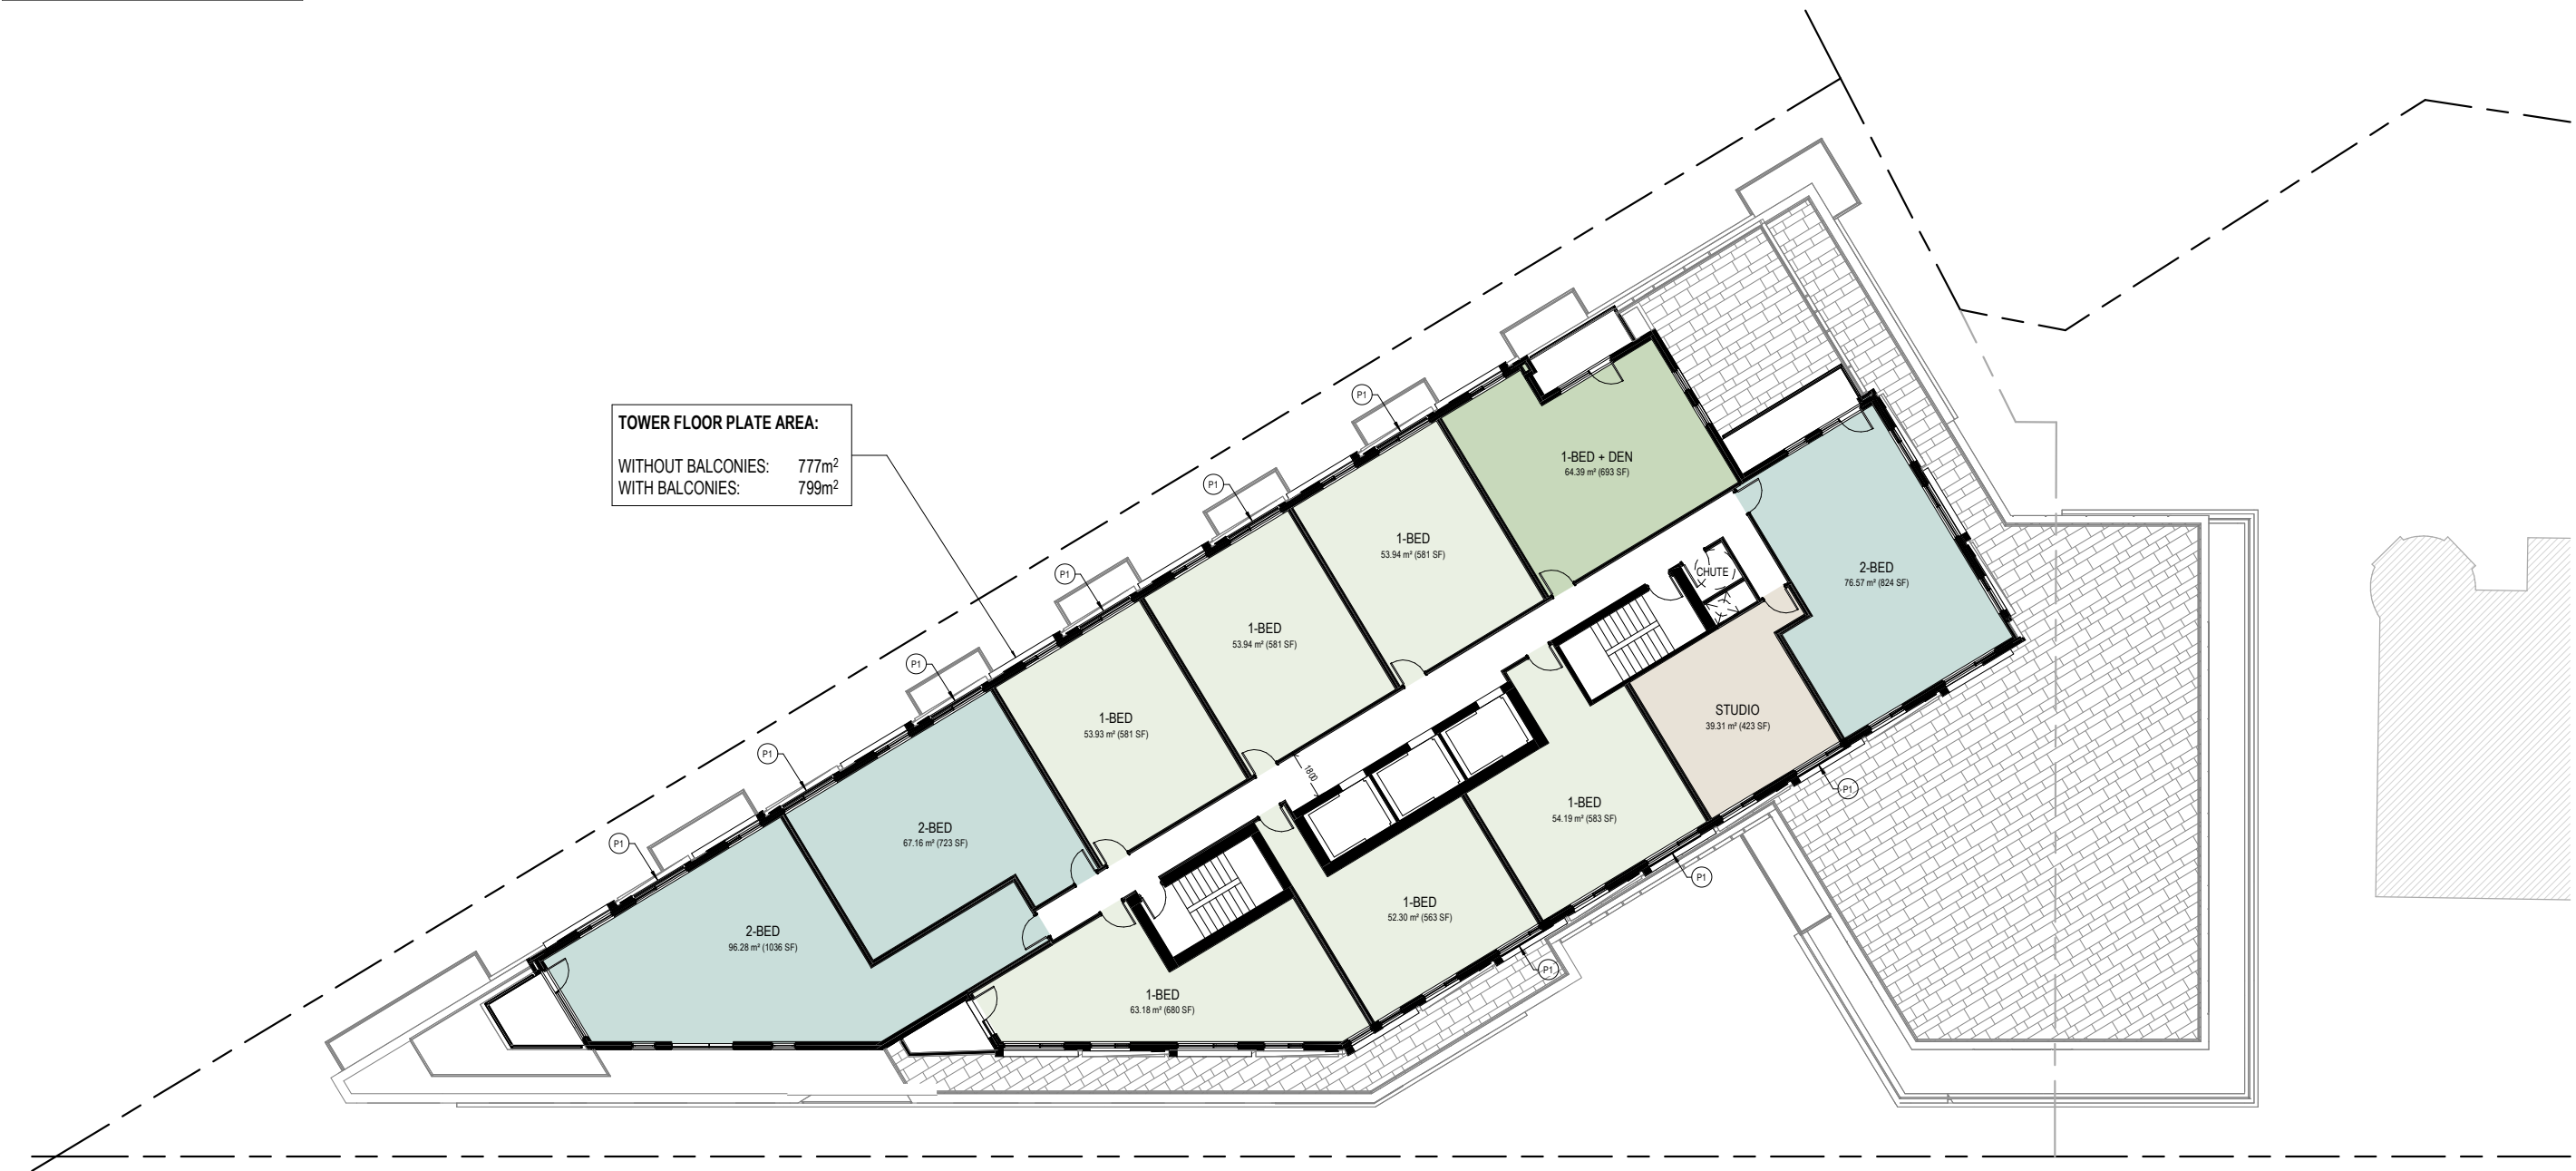 TOWER FLOOR PLATE AREA:
WITHOUT BALCONIES: 777m²
WITH BALCONIES: 799m²
P1
P1
P1
P1
P1
P1
P1
1-BED + DEN
64.39 m² (693 SF)
1-BED
53.94 m² (581 SF)
1-BED
53.94 m² (581 SF)
1-BED
53.93 m² (581 SF)
2-BED
67.16 m² (723 SF)
2-BED
96.28 m² (1036 SF)
CHUTE
2-BED
76.57 m² (824 SF)
STUDIO
39.31 m² (423 SF)
1800
1-BED
54.19 m² (583 SF)
1-BED
52.30 m² (563 SF)
1-BED
63.18 m² (680 SF)
P1
P1
P1